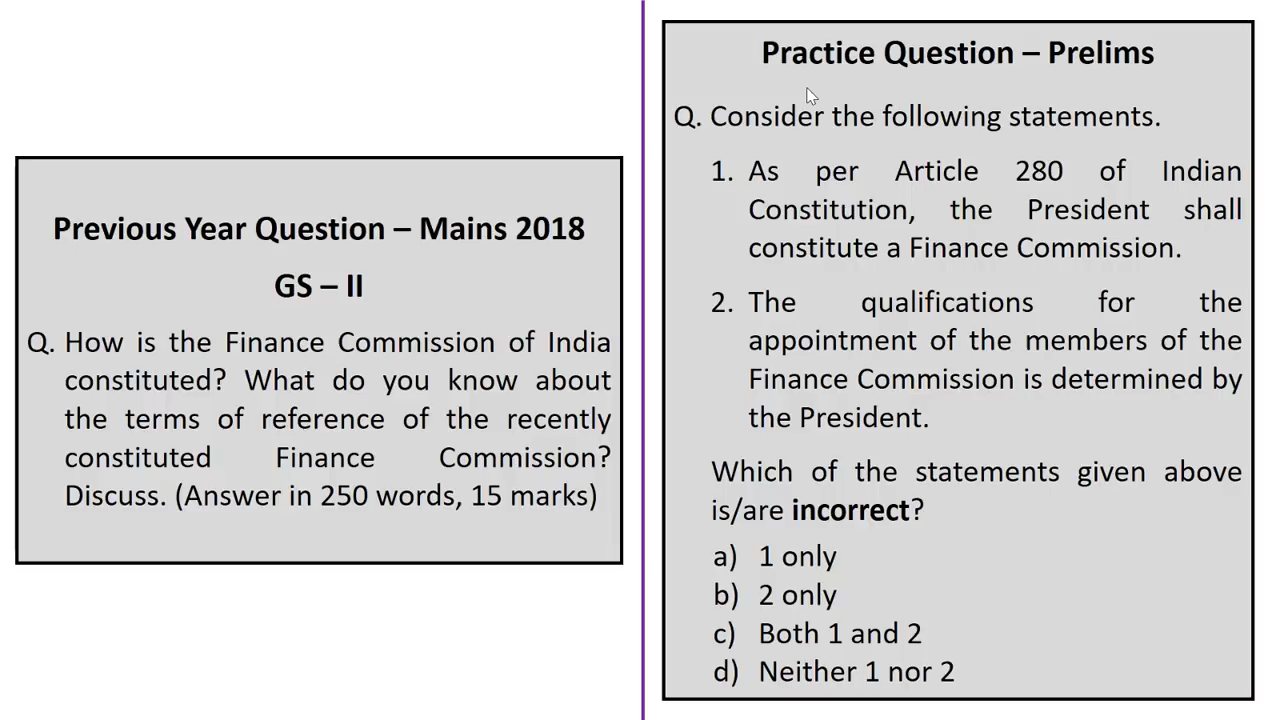 Previous Year Question – Mains 2018
GS – II
Q. How is the Finance Commission of India
constituted? What do you know about
the terms of reference of the recently
constituted Finance Commission?
Discuss. (Answer in 250 words, 15 marks)
Practice Question – Prelims
Q. Consider the following statements.
1. As per Article 280 of Indian
Constitution, the President shall
constitute a Finance Commission.
2. The qualifications for the
appointment of the members of the
Finance Commission is determined by
the President.
Which of the statements given above
is/are incorrect?
a) 1 only
b) 2 only
c) Both 1 and 2
d) Neither 1 nor 2